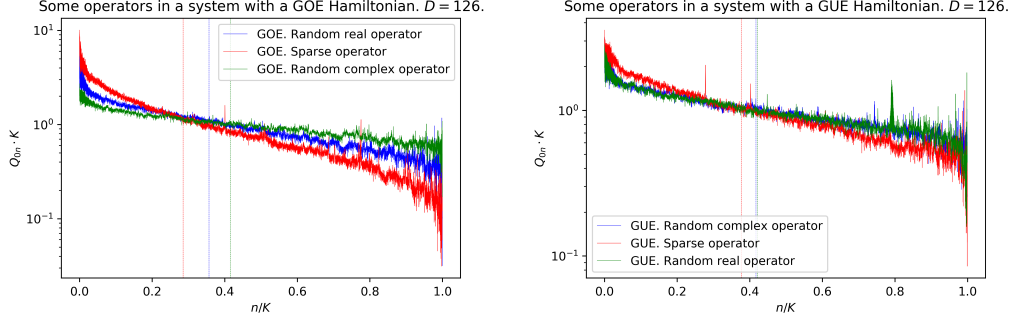 Some operators in a system with a GOE Hamiltonian. D = 126.
10¹
10⁰
10⁻¹
Q₀ₙ · K
GOE. Random real operator
GOE. Sparse operator
GOE. Random complex operator
0.0 0.2 0.4 0.6 0.8 1.0
n/K
Some operators in a system with a GUE Hamiltonian. D = 126.
10⁰
10⁻¹
Q₀ₙ · K
GUE. Random complex operator
GUE. Sparse operator
GUE. Random real operator
0.0 0.2 0.4 0.6 0.8 1.0
n/K